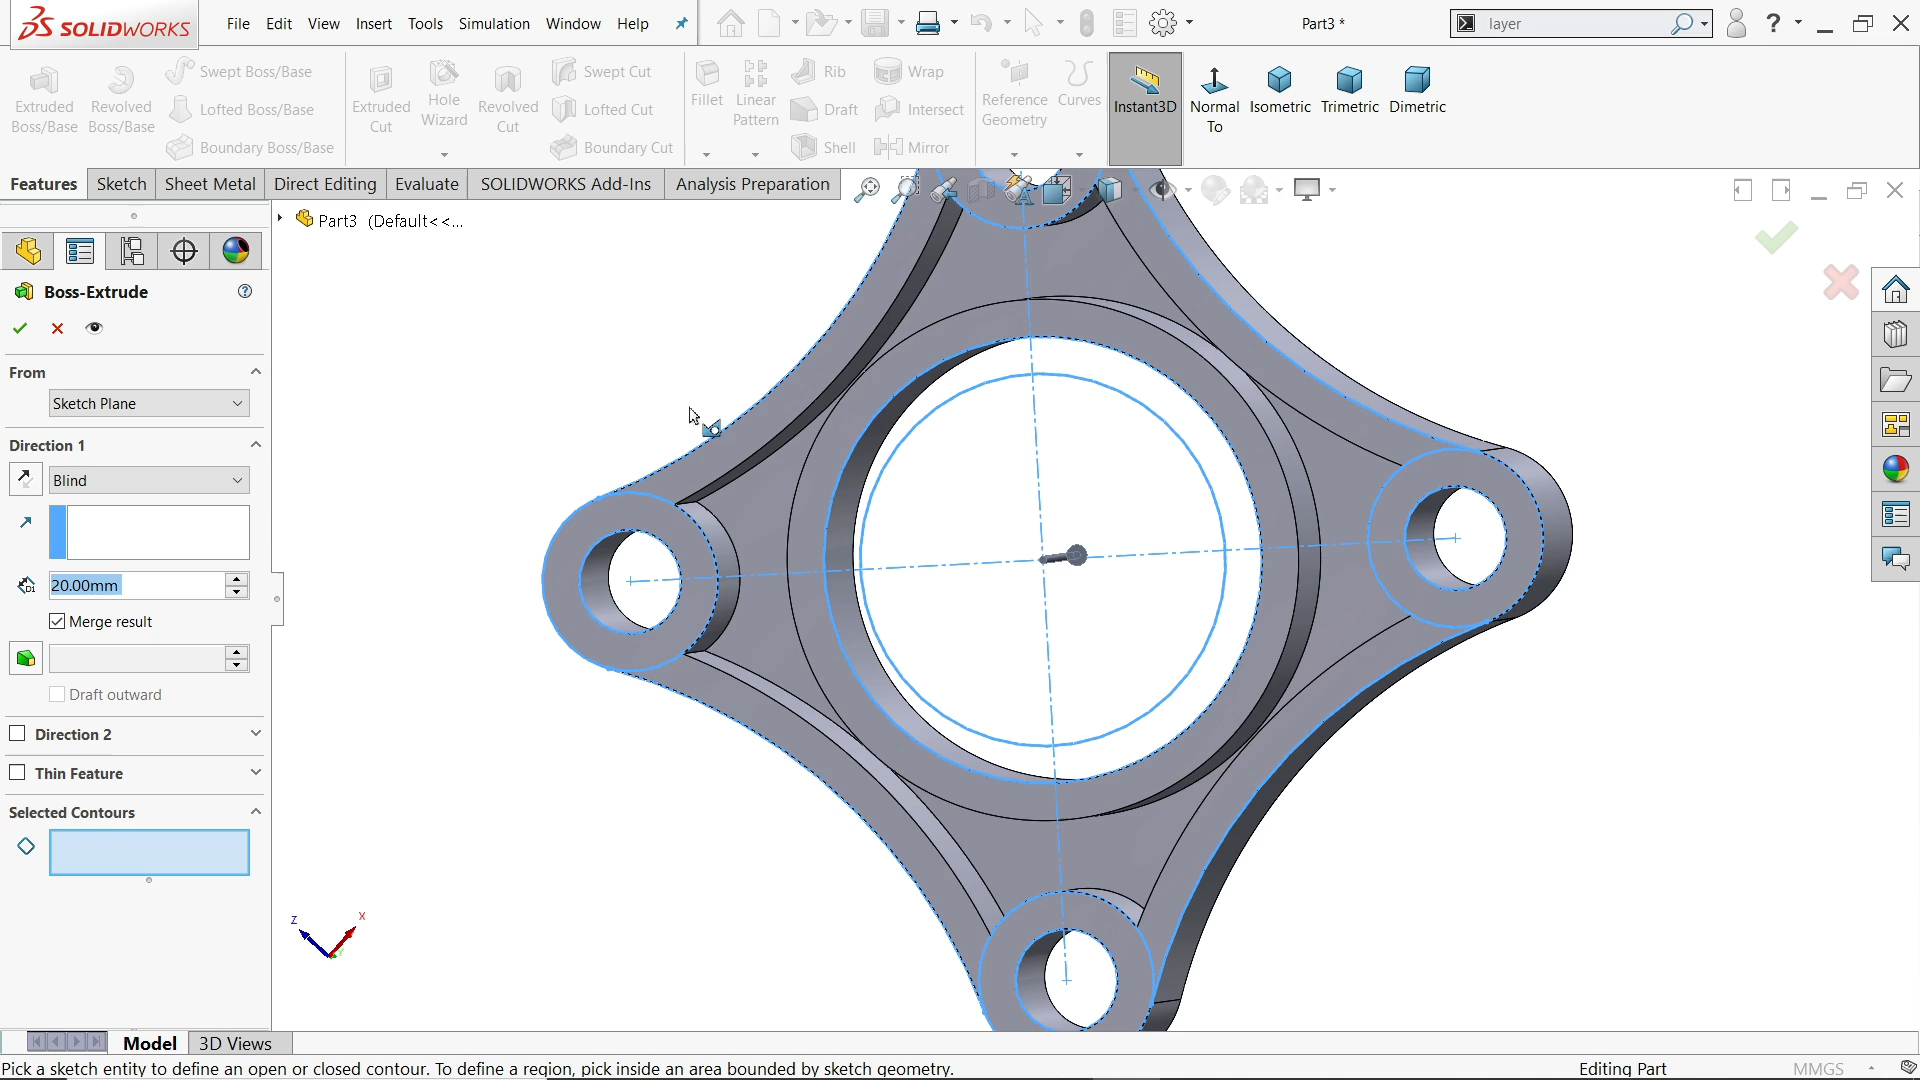 SOLIDWORKS File Edit View Insert Tools Simulation Window Help Part3 * layer ?
Extruded Boss/Base
Revolved Boss/Base
Swept Boss/Base
Lofted Boss/Base
Boundary Boss/Base
Extruded Cut
Hole Wizard
Revolved Cut
Swept Cut
Lofted Cut
Boundary Cut
Fillet
Linear Pattern
Rib
Draft
Shell
Wrap
Intersect
Mirror
Reference Geometry
Curves
Instant3D
Normal To
Isometric
Trimetric
Dimetric
Features Sketch Sheet Metal Direct Editing Evaluate SOLIDWORKS Add-Ins Analysis Preparation
Part3 (Default<<...
Boss-Extrude
From
Sketch Plane
Direction 1
Blind
D1
20.00mm
Merge result
Draft outward
Direction 2
Thin Feature
Selected Contours
z x
Model 3D Views
Pick a sketch entity to define an open or closed contour. To define a region, pick inside an area bounded by sketch geometry. Editing Part MMGS